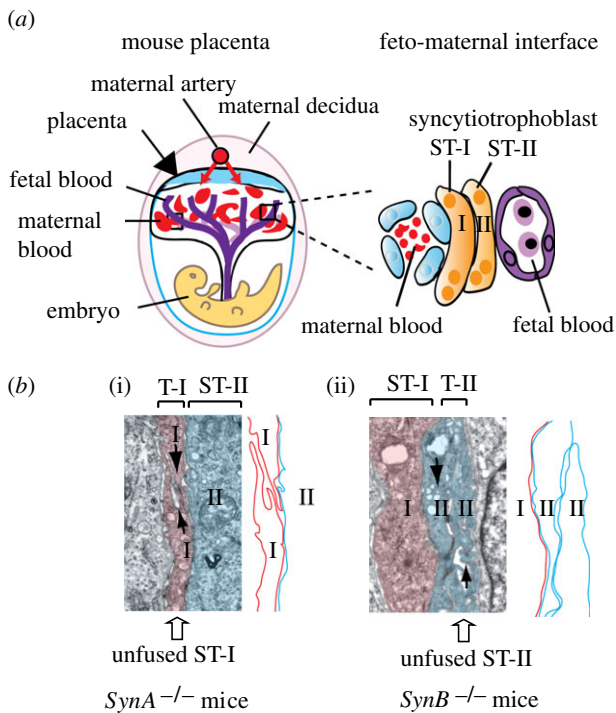 (a)
mouse placenta
feto-maternal interface
maternal artery
maternal decidua
placenta
syncytiotrophoblast
ST-I
ST-II
fetal blood
maternal
blood
I
II
embryo
maternal blood
fetal blood
(b)
(i)
T-I
ST-II
I
I
II
I
I
II
unfused ST-I
SynA −/− mice
(ii)
ST-I
T-II
I
II
II
I
II
II
unfused ST-II
SynB −/− mice